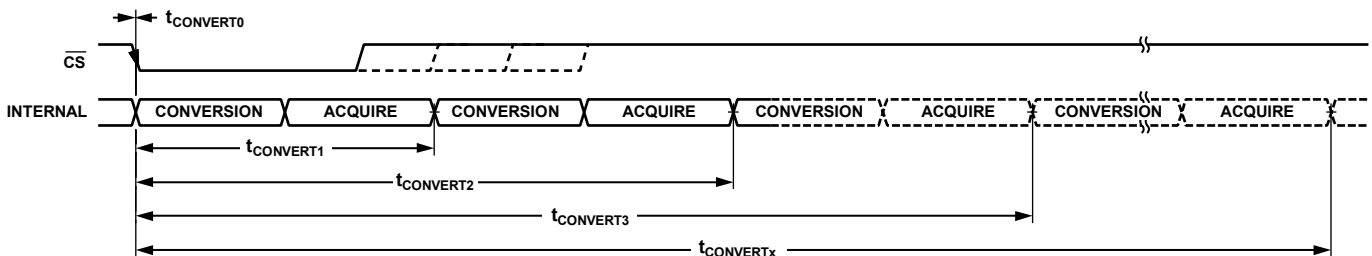 tCONVERT0
CS
INTERNAL CONVERSION ACQUIRE CONVERSION ACQUIRE CONVERSION ACQUIRE CONVERSION ACQUIRE
tCONVERT1
tCONVERT2
tCONVERT3
tCONVERTx